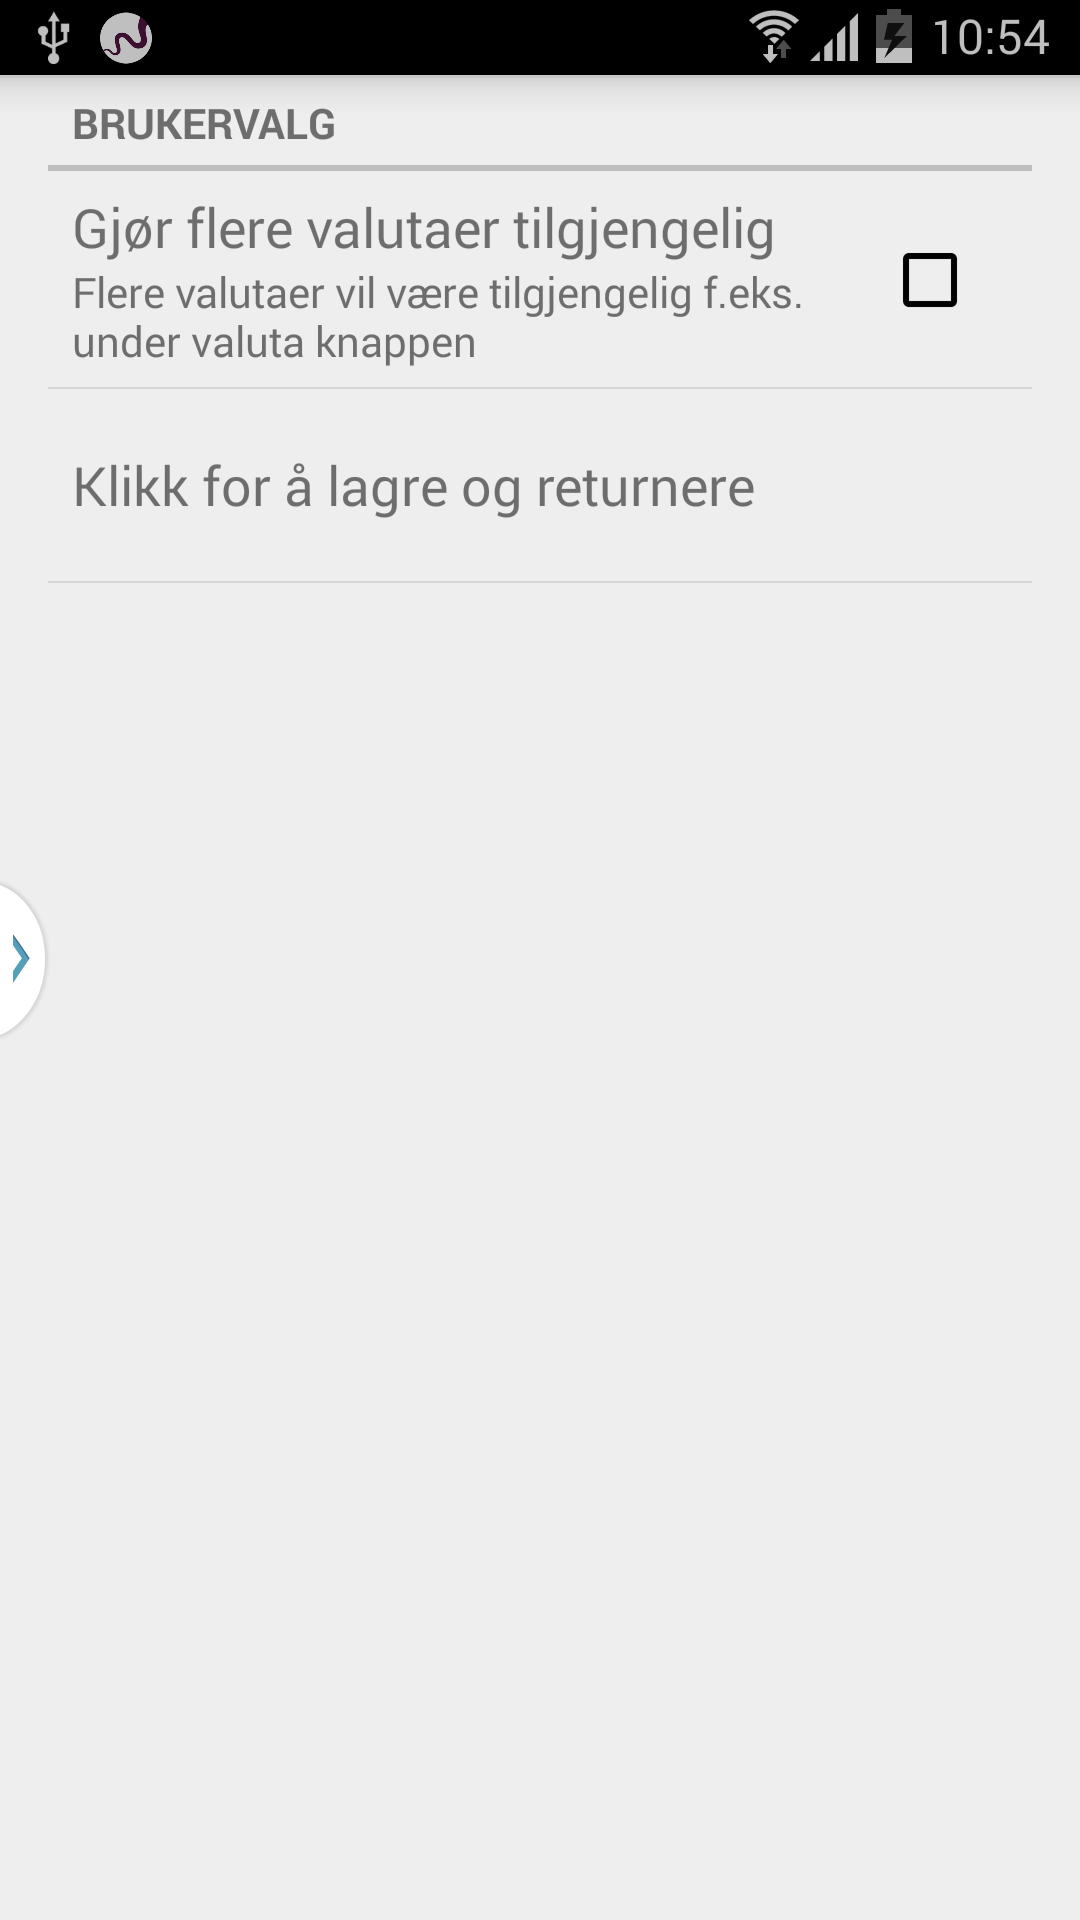 10:54
BRUKERVALG
Gjør flere valutaer tilgjengelig
Flere valutaer vil være tilgjengelig f.eks.
under valuta knappen
Klikk for å lagre og returnere